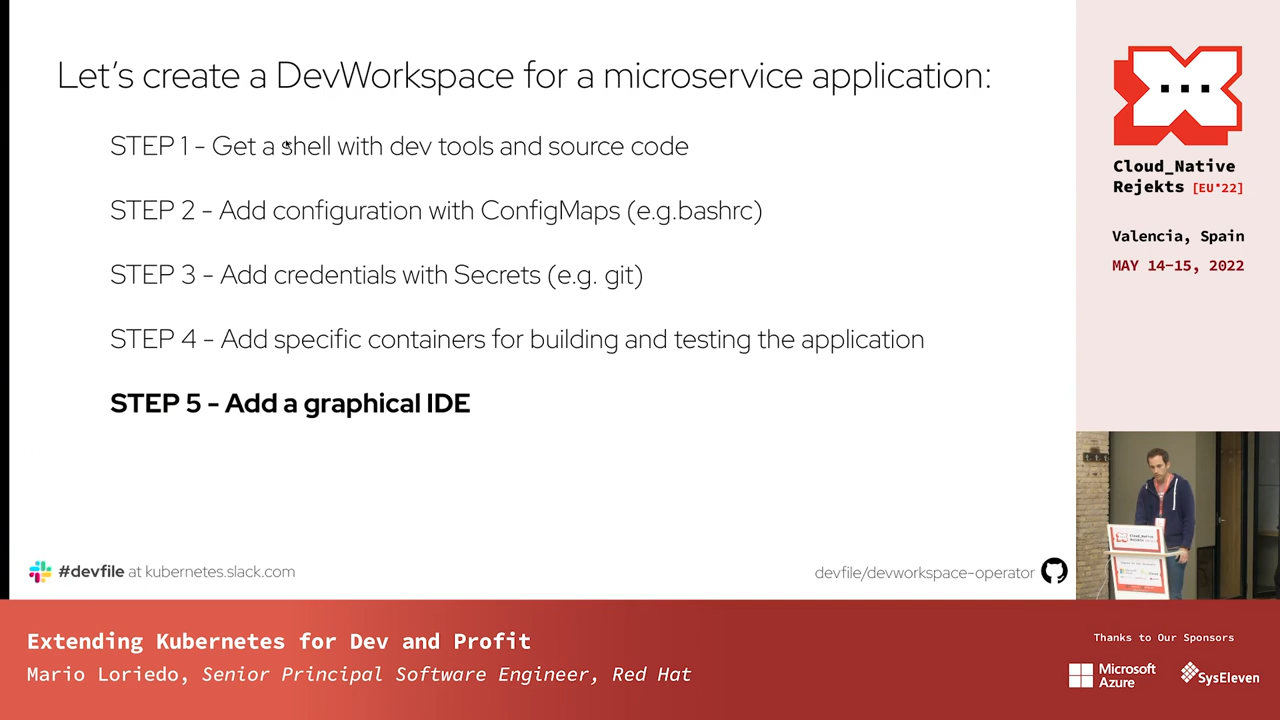 Let's create a DevWorkspace for a microservice application:
STEP 1 - Get a shell with dev tools and source code
STEP 2 - Add configuration with ConfigMaps (e.g.bashrc)
STEP 3 - Add credentials with Secrets (e.g. git)
STEP 4 - Add specific containers for building and testing the application
STEP 5 - Add a graphical IDE
#devfile at kubernetes.slack.com
devfile/devworkspace-operator
Cloud_Native
Rejekts [EU*22]
Valencia, Spain
MAY 14-15, 2022
Extending Kubernetes for Dev and Profit
Mario Loriedo, Senior Principal Software Engineer, Red Hat
Thanks to Our Sponsors
Microsoft
Azure
SysEleven